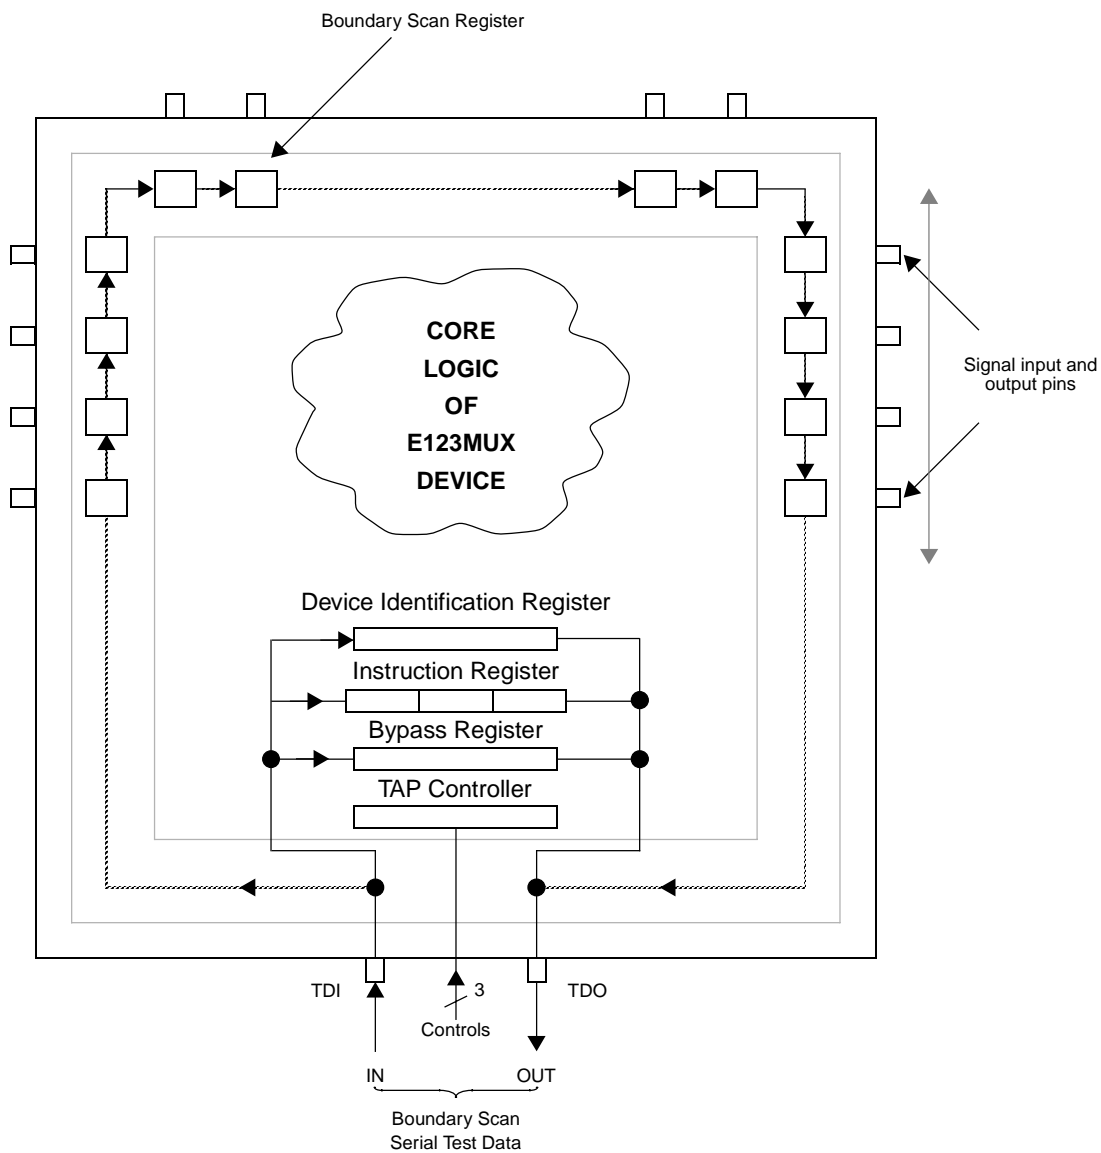 Boundary Scan Register
CORE
LOGIC
OF
E123MUX
DEVICE
Signal input and
output pins
Device Identification Register
Instruction Register
Bypass Register
TAP Controller
TDI
3
TDO
Controls
IN
OUT
Boundary Scan
Serial Test Data